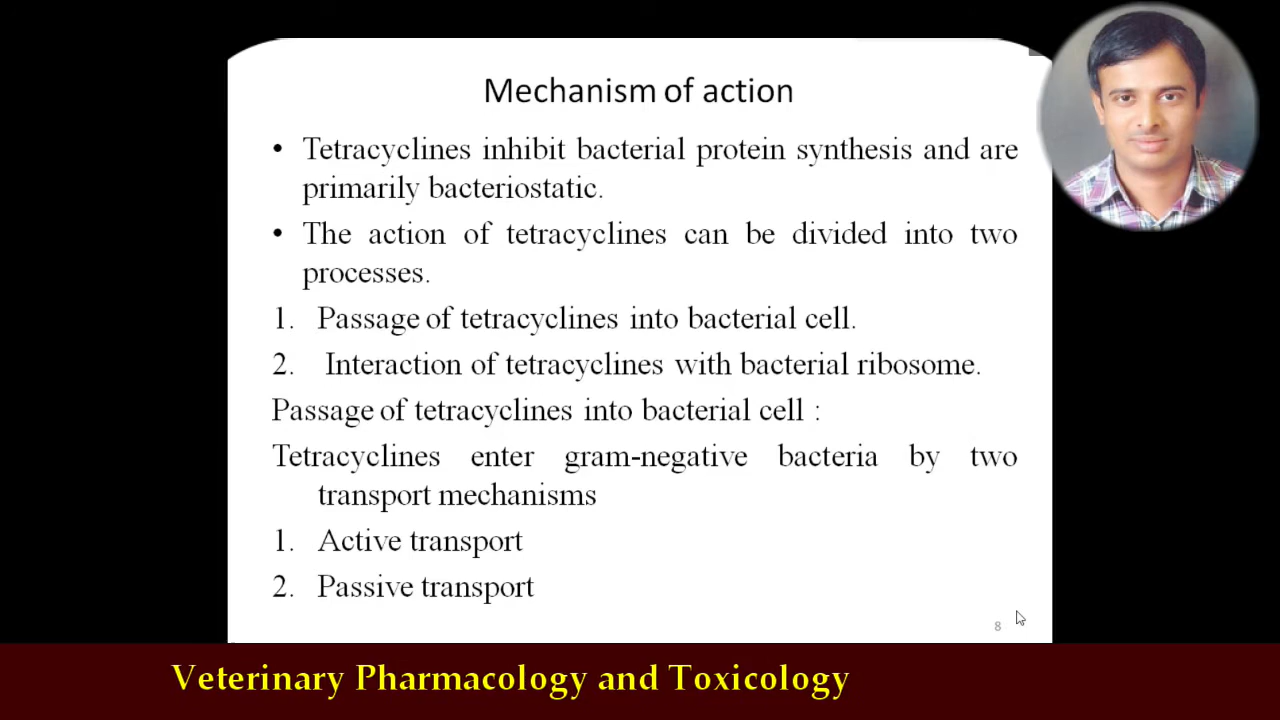 Mechanism of action
• Tetracyclines inhibit bacterial protein synthesis and are
primarily bacteriostatic.
• The action of tetracyclines can be divided into two
processes.
1. Passage of tetracyclines into bacterial cell.
2. Interaction of tetracyclines with bacterial ribosome.
Passage of tetracyclines into bacterial cell :
Tetracyclines enter gram-negative bacteria by two
transport mechanisms
1. Active transport
2. Passive transport
8
Veterinary Pharmacology and Toxicology